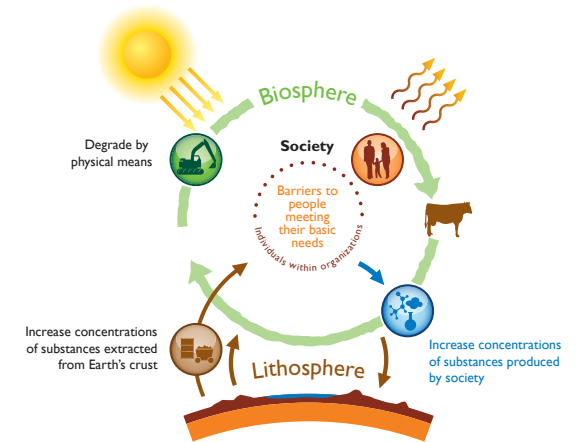 Biosphere
Degrade by
physical means
Society
Barriers to
people
meeting
their basic
needs
Individuals within organizations
Increase concentrations
of substances extracted
from Earth's crust
Lithosphere
Increase concentrations
of substances produced
by society